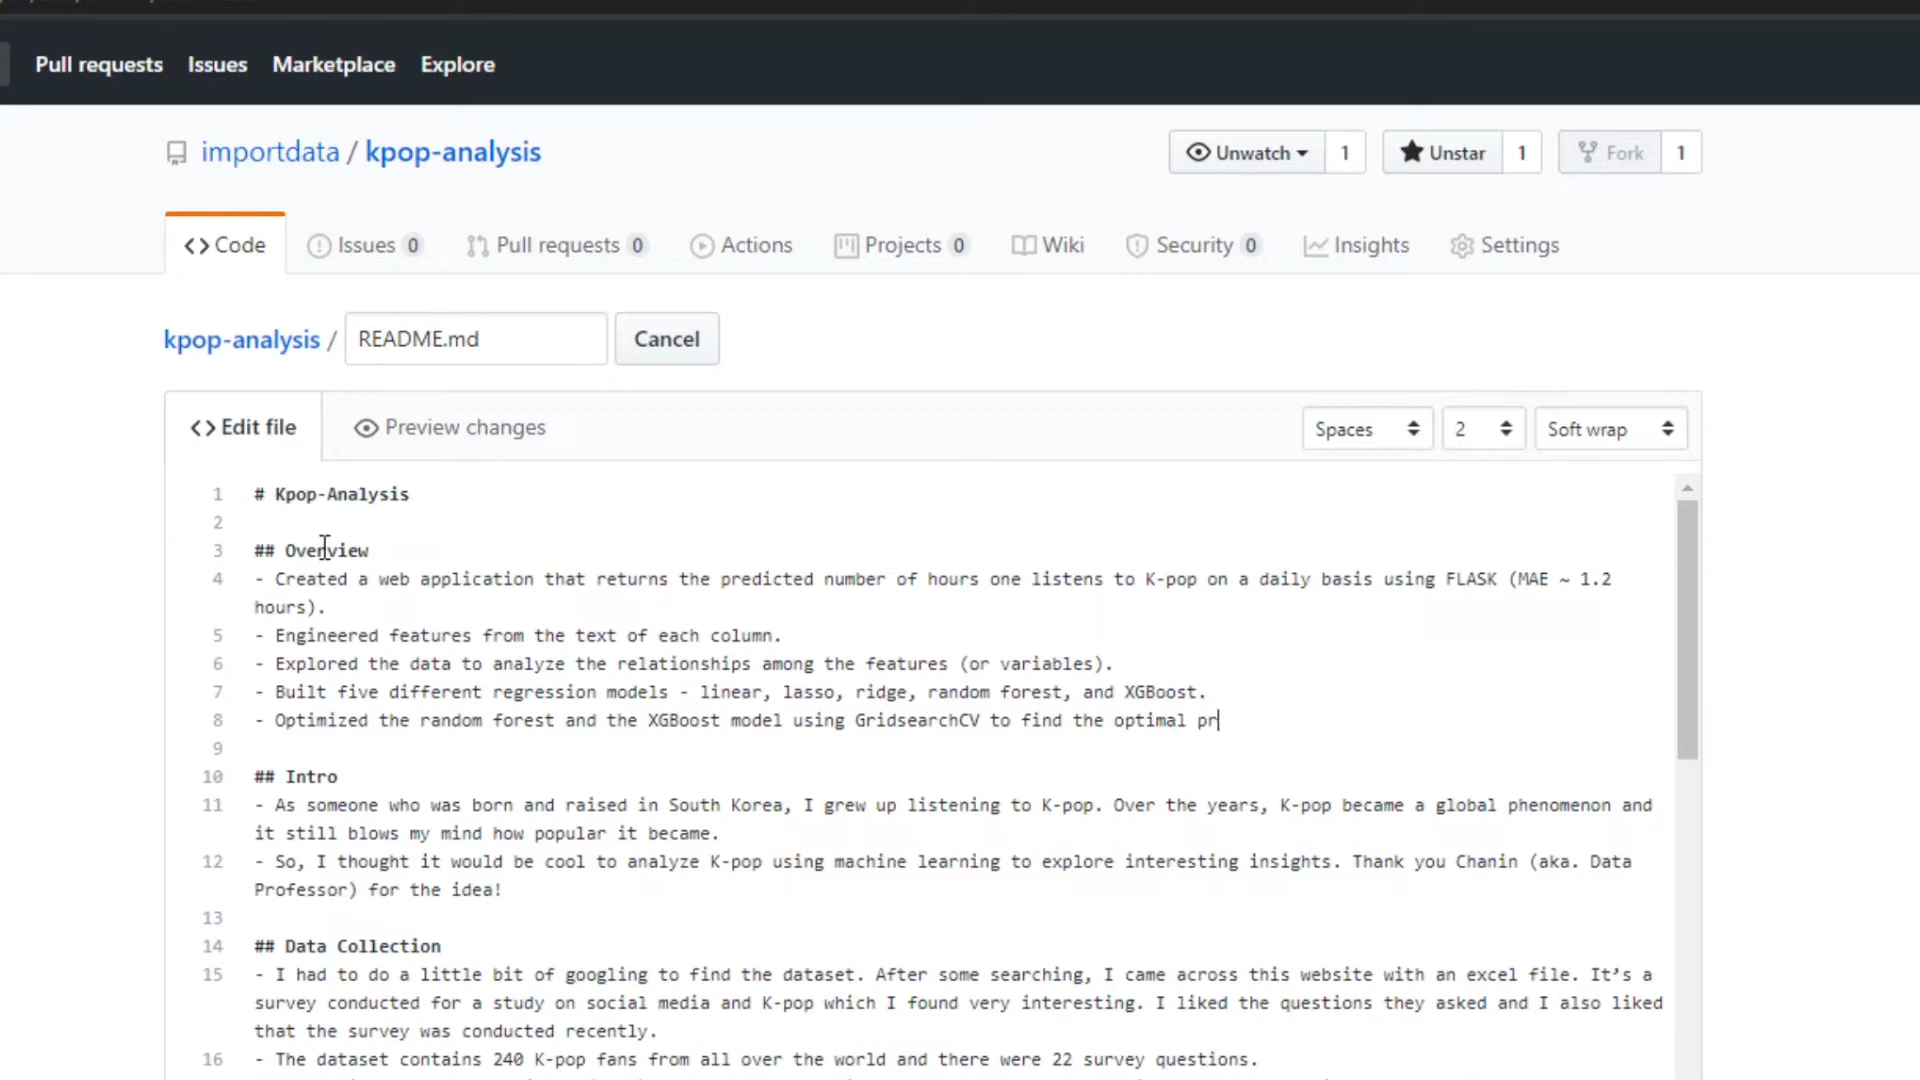 Pull requests Issues Marketplace Explore
importdata / kpop-analysis
Unwatch 1 Unstar 1 Fork 1
Code Issues 0 Pull requests 0 Actions Projects 0 Wiki Security 0 Insights Settings
kpop-analysis / README.md Cancel
Edit file Preview changes Spaces 2 Soft wrap
1 # Kpop-Analysis
2
3 ## Overview
4 - Created a web application that returns the predicted number of hours one listens to K-pop on a daily basis using FLASK (MAE ~ 1.2
hours).
5 - Engineered features from the text of each column.
6 - Explored the data to analyze the relationships among the features (or variables).
7 - Built five different regression models - linear, lasso, ridge, random forest, and XGBoost.
8 - Optimized the random forest and the XGBoost model using GridsearchCV to find the optimal pr
9
10 ## Intro
11 - As someone who was born and raised in South Korea, I grew up listening to K-pop. Over the years, K-pop became a global phenomenon and
it still blows my mind how popular it became.
12 - So, I thought it would be cool to analyze K-pop using machine learning to explore interesting insights. Thank you Chanin (aka. Data
Professor) for the idea!
13
14 ## Data Collection
15 - I had to do a little bit of googling to find the dataset. After some searching, I came across this website with an excel file. It’s a
survey conducted for a study on social media and K-pop which I found very interesting. I liked the questions they asked and I also liked
that the survey was conducted recently.
16 - The dataset contains 240 K-pop fans from all over the world and there were 22 survey questions.